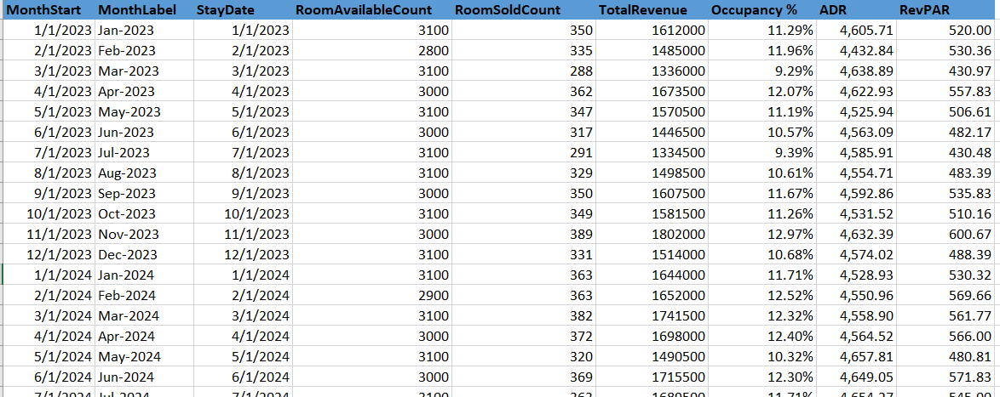 MonthStart MonthLabel StayDate RoomAvailableCount RoomSoldCount TotalRevenue Occupancy % ADR RevPAR
1/1/2023 Jan-2023 1/1/2023 3100 350 1612000 11.29% 4,605.71 520.00
2/1/2023 Feb-2023 2/1/2023 2800 335 1485000 11.96% 4,432.84 530.36
3/1/2023 Mar-2023 3/1/2023 3100 288 1336000 9.29% 4,638.89 430.97
4/1/2023 Apr-2023 4/1/2023 3000 362 1673500 12.07% 4,622.93 557.83
5/1/2023 May-2023 5/1/2023 3100 347 1570500 11.19% 4,525.94 506.61
6/1/2023 Jun-2023 6/1/2023 3000 317 1446500 10.57% 4,563.09 482.17
7/1/2023 Jul-2023 7/1/2023 3100 291 1334500 9.39% 4,585.91 430.48
8/1/2023 Aug-2023 8/1/2023 3100 329 1498500 10.61% 4,554.71 483.39
9/1/2023 Sep-2023 9/1/2023 3000 350 1607500 11.67% 4,592.86 535.83
10/1/2023 Oct-2023 10/1/2023 3100 349 1581500 11.26% 4,531.52 510.16
11/1/2023 Nov-2023 11/1/2023 3000 389 1802000 12.97% 4,632.39 600.67
12/1/2023 Dec-2023 12/1/2023 3100 331 1514000 10.68% 4,574.02 488.39
1/1/2024 Jan-2024 1/1/2024 3100 363 1644000 11.71% 4,528.93 530.32
2/1/2024 Feb-2024 2/1/2024 2900 363 1652000 12.52% 4,550.96 569.66
3/1/2024 Mar-2024 3/1/2024 3100 382 1741500 12.32% 4,558.90 561.77
4/1/2024 Apr-2024 4/1/2024 3000 372 1698000 12.40% 4,564.52 566.00
5/1/2024 May-2024 5/1/2024 3100 320 1490500 10.32% 4,657.81 480.81
6/1/2024 Jun-2024 6/1/2024 3000 369 1715500 12.30% 4,649.05 571.83
7/1/2024 Jul-2024 7/1/2024 3100 363 1689500 11.71% 4,654.27 545.00